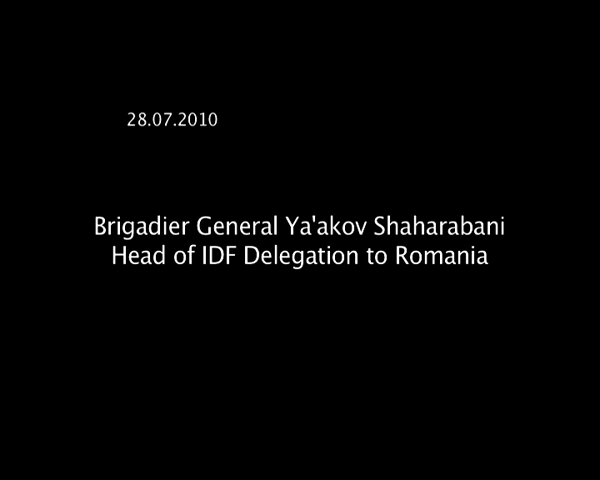 28.07.2010
Brigadier General Ya'akov Shaharabani
Head of IDF Delegation to Romania